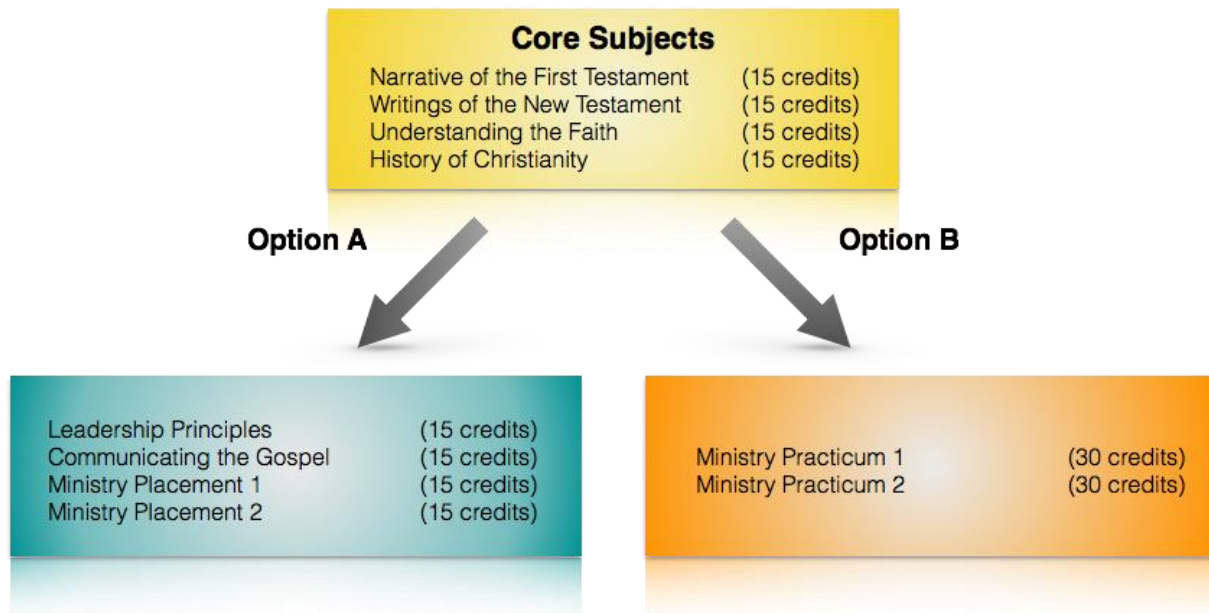 Core Subjects
Narrative of the First Testament (15 credits)
Writings of the New Testament (15 credits)
Understanding the Faith (15 credits)
History of Christianity (15 credits)
Option A
Option B
Leadership Principles (15 credits)
Communicating the Gospel (15 credits)
Ministry Placement 1 (15 credits)
Ministry Placement 2 (15 credits)
Ministry Practicum 1 (30 credits)
Ministry Practicum 2 (30 credits)